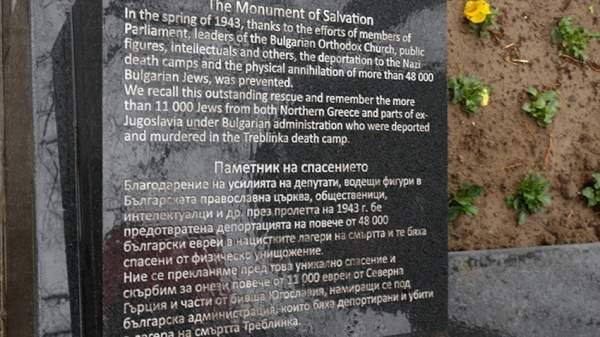 The Monument of Salvation
In the spring of 1943, thanks to the efforts of members of
Parliament, leaders of the Bulgarian Orthodox Church, public
figures, intellectuals and others, the deportation to the Nazi
death camps and the physical annihilation of more than 48 000
Bulgarian Jews, was prevented.
We recall this outstanding rescue and remember the more
than 11 000 Jews from both Northern Greece and parts of ex-
Jugoslavia under Bulgarian administration who were deported
and murdered in the Treblinka death camp.
Паметник на спасението
Благодарение на усилията на депутати, водещи фигури в
Българската православна църква, общественици,
интелектуалци и др. през пролетта на 1943 г. бе
предотвратена депортацията на повече от 48 000
български евреи в нацистките лагери на смъртта и те бяха
спасени от физическо унищожение.
Ние се прекланяме пред това уникално спасение и
скърбим за онези повече от 11 000 евреи от Северна
Гърция и части от бивша Югославия, намиращи се под
българска администрация, които бяха депортирани и убити
в лагера на смъртта Треблинка.